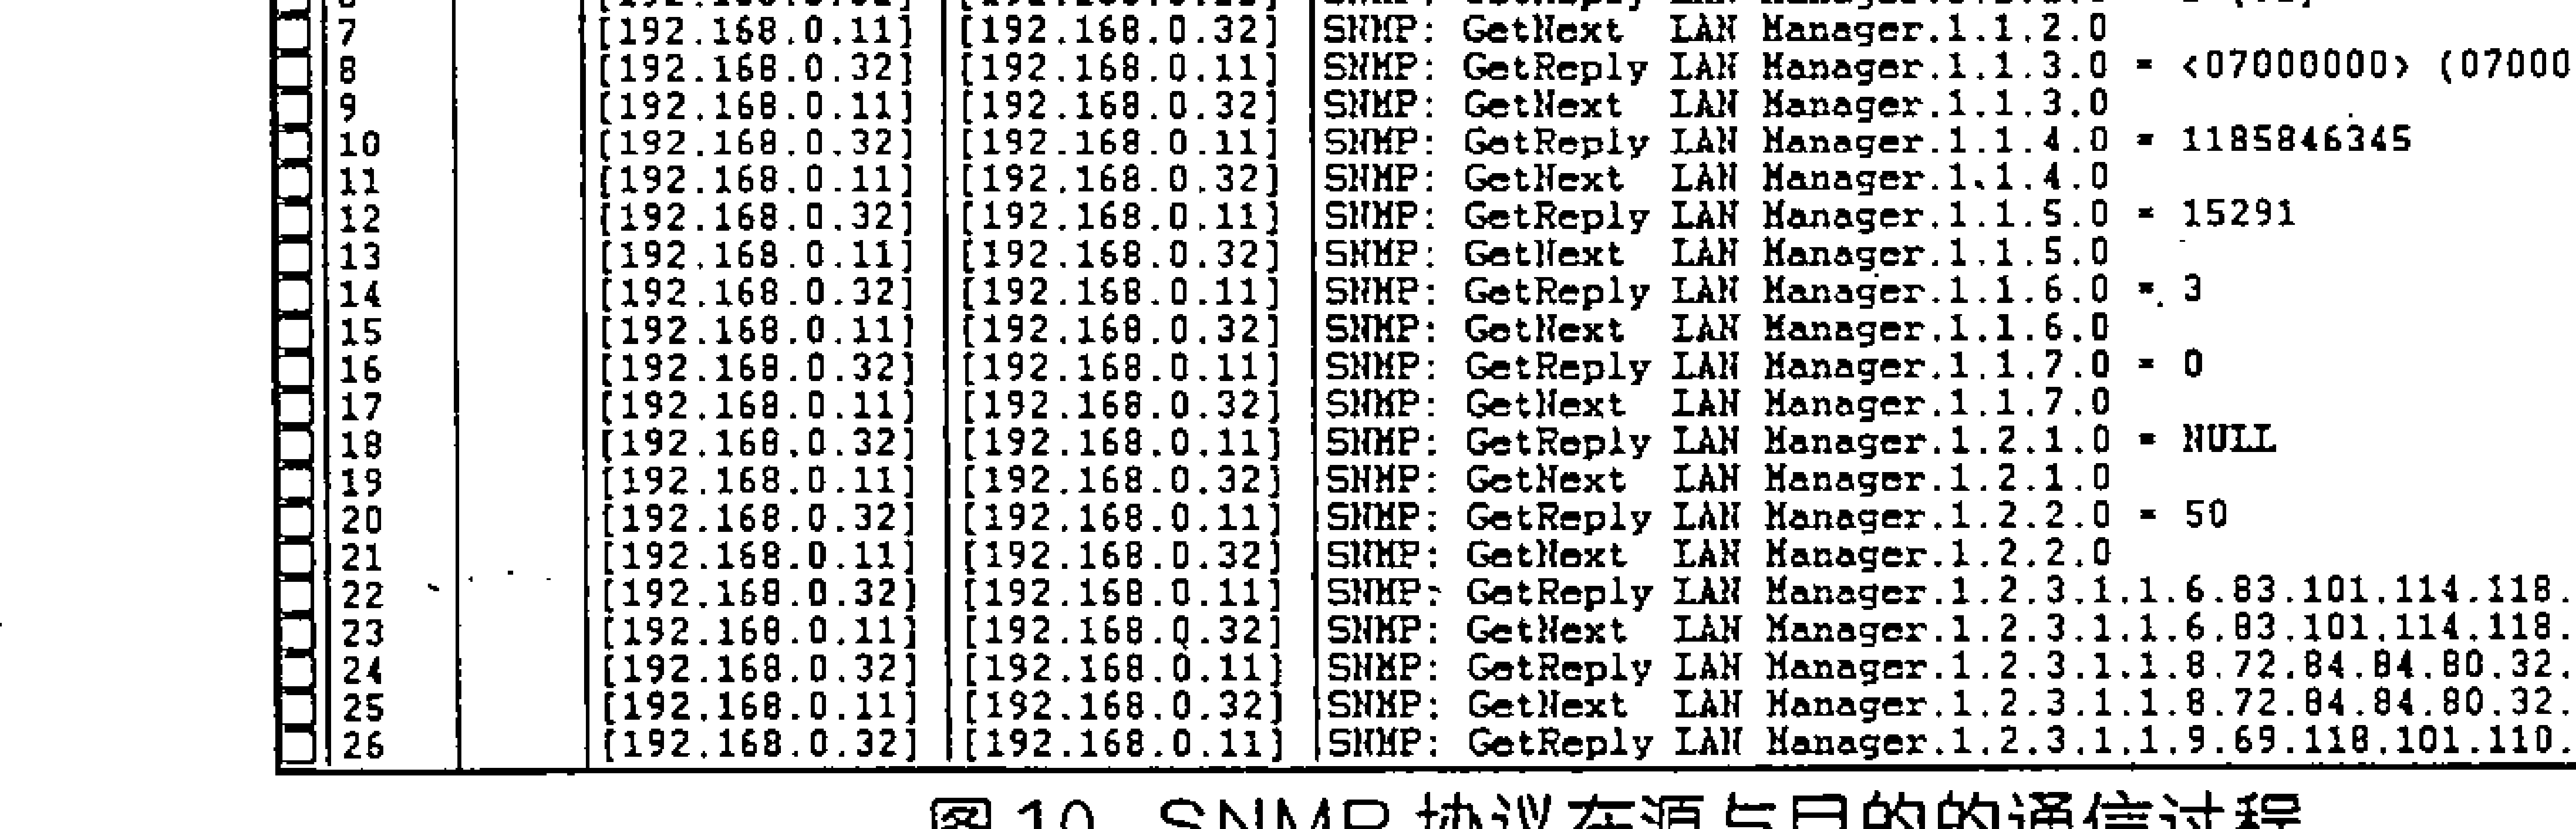 7 [192.168.0.11] [192.168.0.32] SNMP: GetNext LAN Manager.1.1.2.0
8 [192.168.0.32] [192.168.0.11] SNMP: GetReply LAN Manager.1.1.3.0 = <07000000> (07000
9 [192.168.0.11] [192.168.0.32] SNMP: GetNext LAN Manager.1.1.3.0
10 [192.168.0.32] [192.168.0.11] SNMP: GetReply LAN Manager.1.1.4.0 = 1185846345
11 [192.168.0.11] [192.168.0.32] SNMP: GetNext LAN Manager.1.1.4.0
12 [192.168.0.32] [192.168.0.11] SNMP: GetReply LAN Manager.1.1.5.0 = 15291
13 [192.168.0.11] [192.168.0.32] SNMP: GetNext LAN Manager.1.1.5.0
14 [192.168.0.32] [192.168.0.11] SNMP: GetReply LAN Manager.1.1.6.0 = 3
15 [192.168.0.11] [192.168.0.32] SNMP: GetNext LAN Manager.1.1.6.0
16 [192.168.0.32] [192.168.0.11] SNMP: GetReply LAN Manager.1.1.7.0 = 0
17 [192.168.0.11] [192.168.0.32] SNMP: GetNext LAN Manager.1.1.7.0
18 [192.168.0.32] [192.168.0.11] SNMP: GetReply LAN Manager.1.2.1.0 = NULL
19 [192.168.0.11] [192.168.0.32] SNMP: GetNext LAN Manager.1.2.1.0
20 [192.168.0.32] [192.168.0.11] SNMP: GetReply LAN Manager.1.2.2.0 = 50
21 [192.168.0.11] [192.168.0.32] SNMP: GetNext LAN Manager.1.2.2.0
22 [192.168.0.32] [192.168.0.11] SNMP: GetReply LAN Manager.1.2.3.1.1.6.83.101.114.118.
23 [192.168.0.11] [192.168.0.32] SNMP: GetNext LAN Manager.1.2.3.1.1.6.83.101.114.118.
24 [192.168.0.32] [192.168.0.11] SNMP: GetReply LAN Manager.1.2.3.1.1.8.72.84.84.80.32.
25 [192.168.0.11] [192.168.0.32] SNMP: GetNext LAN Manager.1.2.3.1.1.8.72.84.84.80.32.
26 [192.168.0.32] [192.168.0.11] SNMP: GetReply LAN Manager.1.2.3.1.1.9.69.118.101.110.
图 10 SNMP 协议在源与目的的通信过程